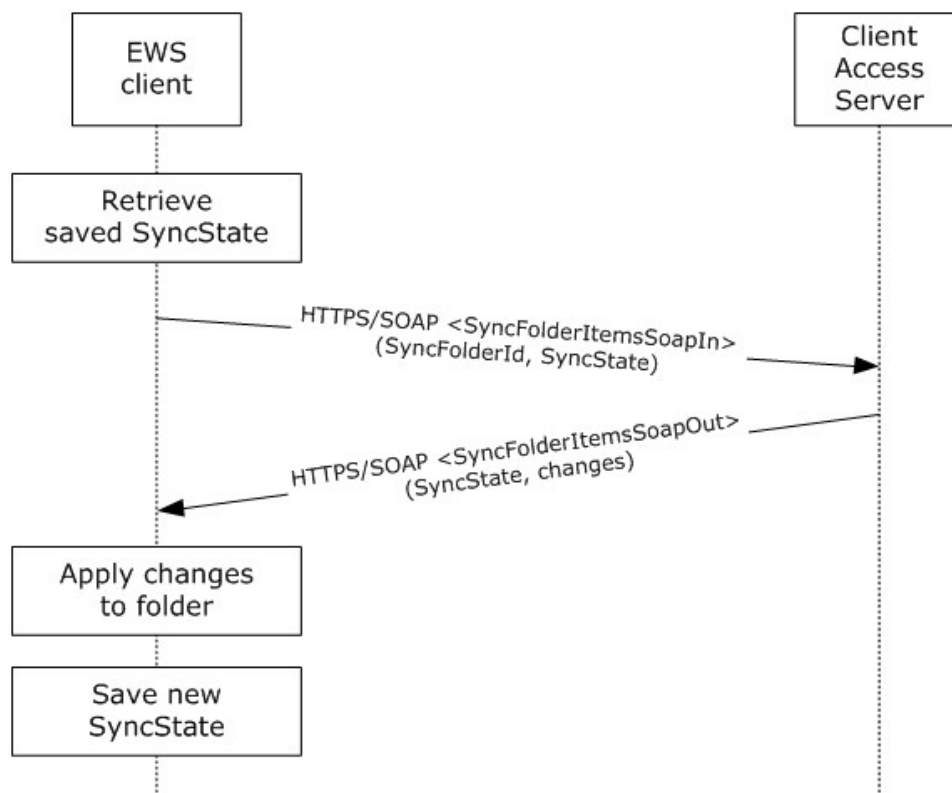 EWS
client
Client
Access
Server
Retrieve
saved SyncState
HTTPS/SOAP <SyncFolderItemsSoapIn>
(SyncFolderId, SyncState)
HTTPS/SOAP <SyncFolderItemsSoapOut>
(SyncState, changes)
Apply changes
to folder
Save new
SyncState